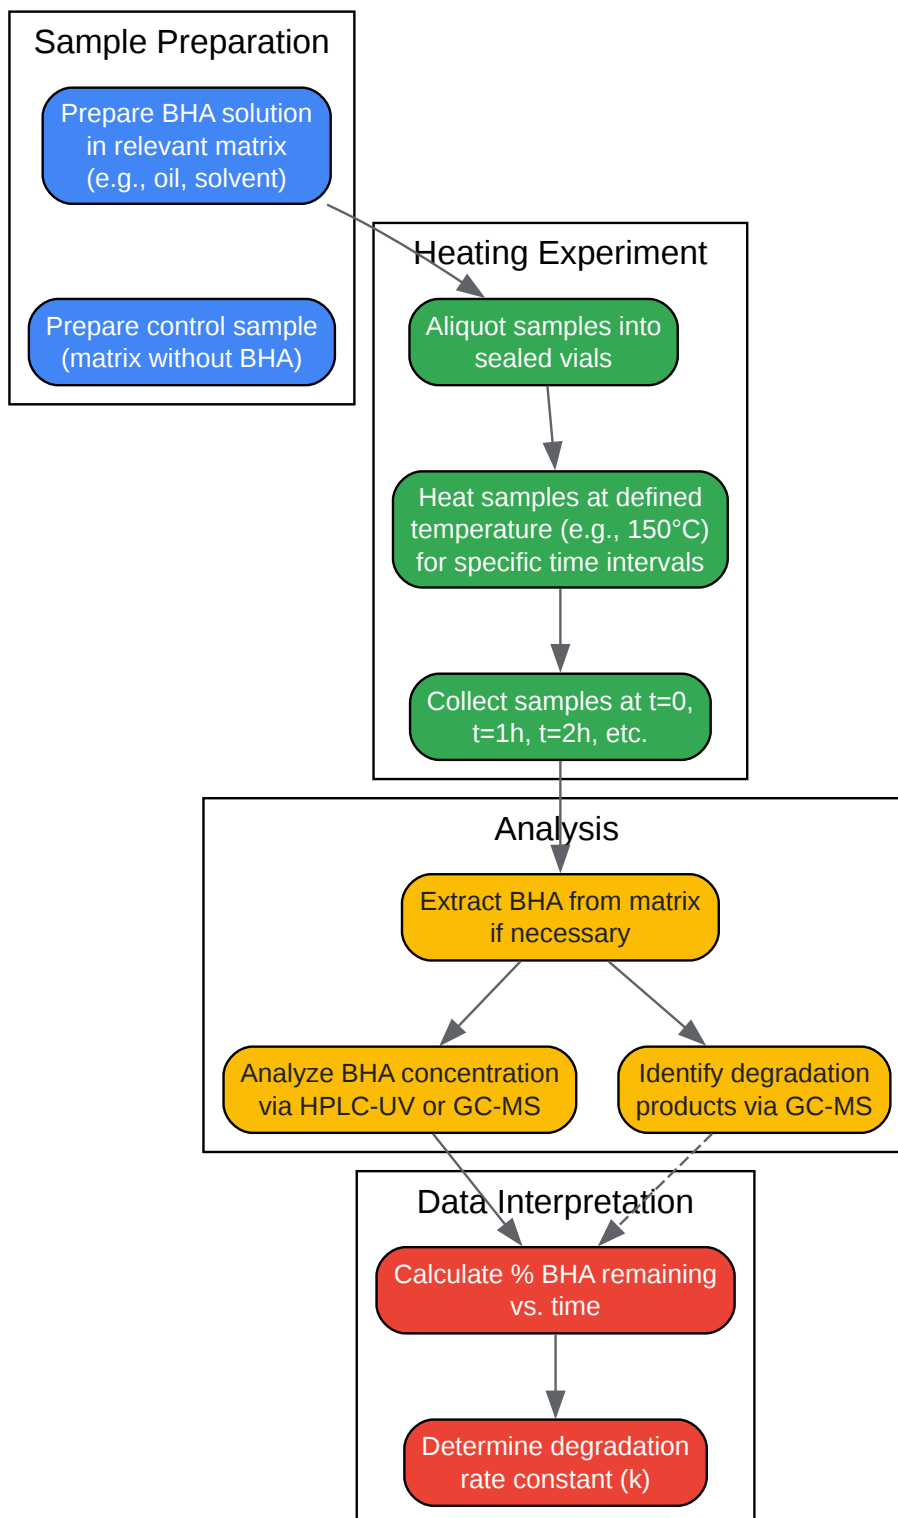 Sample Preparation
Prepare BHA solution
in relevant matrix
(e.g., oil, solvent)
Prepare control sample
(matrix without BHA)
Heating Experiment
Aliquot samples into
sealed vials
Heat samples at defined
temperature (e.g., 150°C)
for specific time intervals
Collect samples at t=0,
t=1h, t=2h, etc.
Analysis
Extract BHA from matrix
if necessary
Analyze BHA concentration
via HPLC-UV or GC-MS
Identify degradation
products via GC-MS
Data Interpretation
Calculate % BHA remaining
vs. time
Determine degradation
rate constant (k)